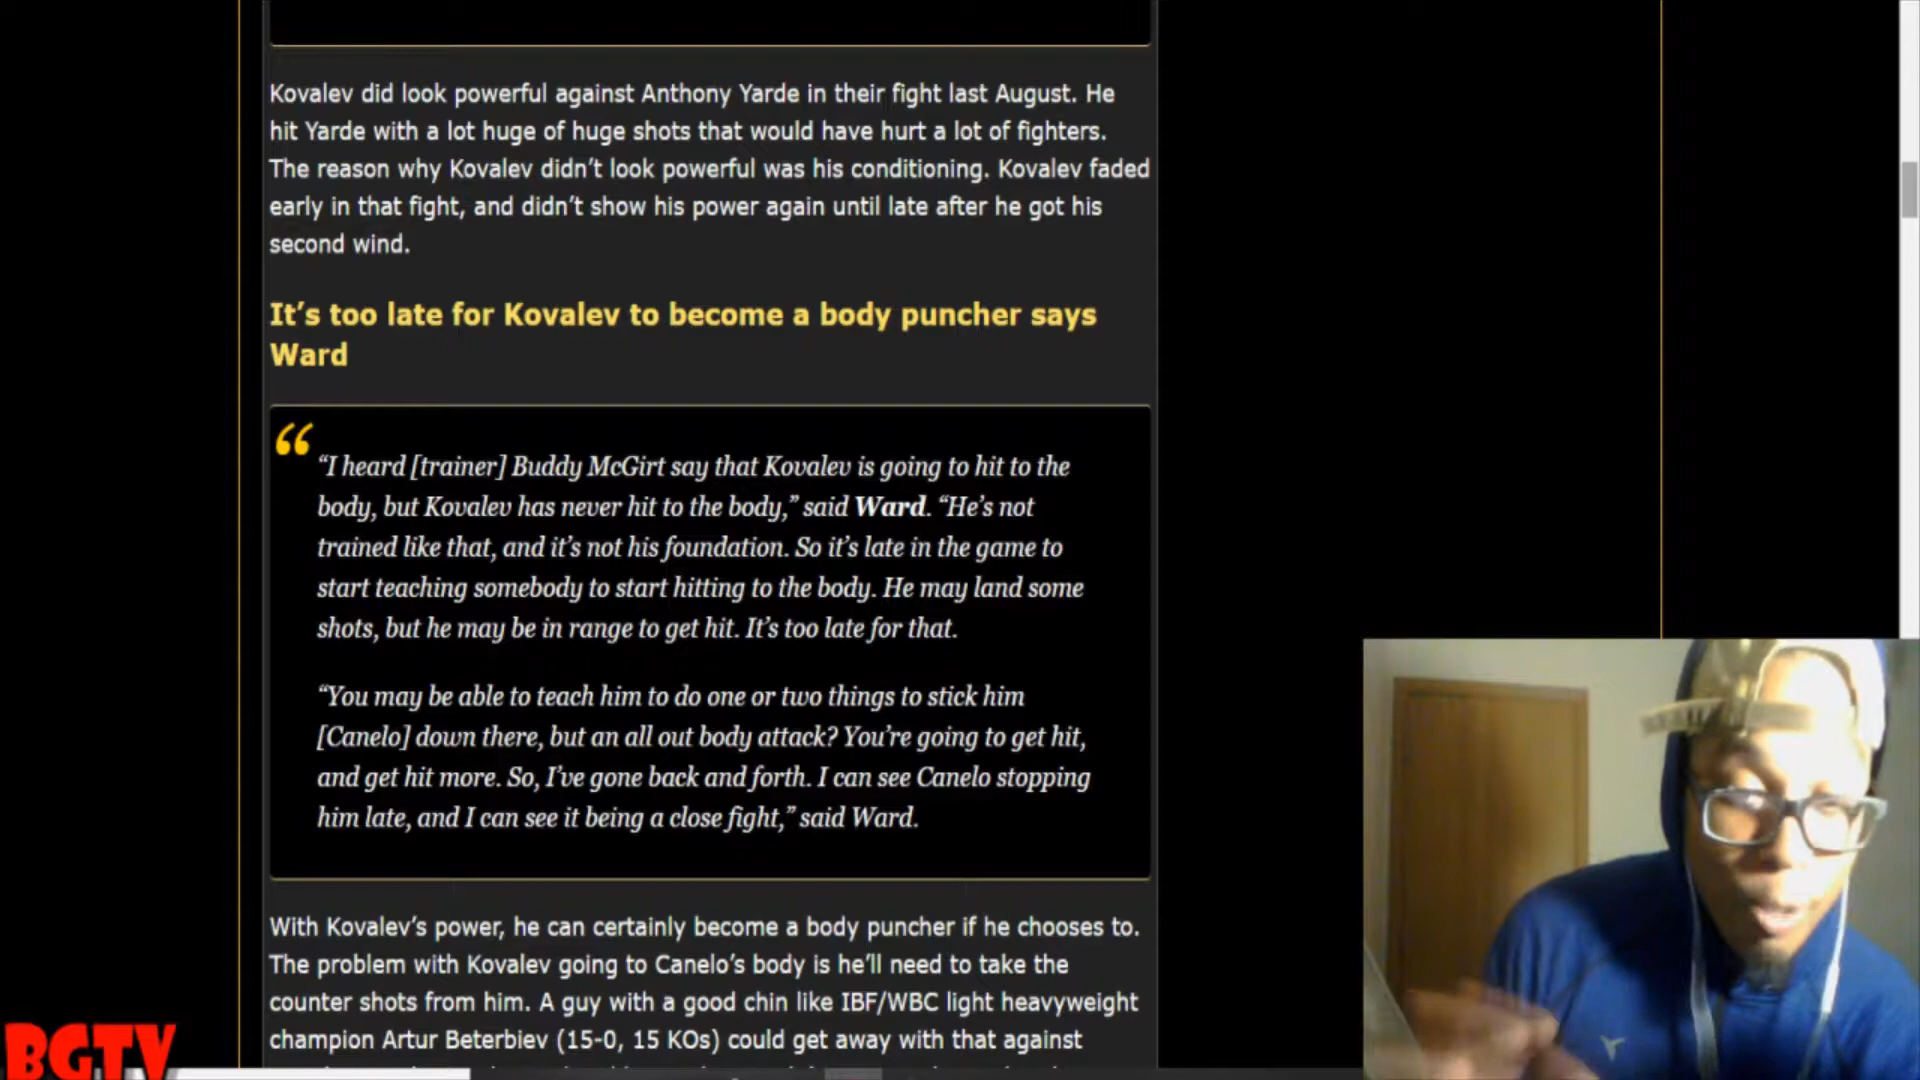 Kovalev did look powerful against Anthony Yarde in their fight last August. He
hit Yarde with a lot huge of huge shots that would have hurt a lot of fighters.
The reason why Kovalev didn’t look powerful was his conditioning. Kovalev faded
early in that fight, and didn’t show his power again until late after he got his
second wind.
It’s too late for Kovalev to become a body puncher says
Ward
“
“I heard [trainer] Buddy McGirt say that Kovalev is going to hit to the
body, but Kovalev has never hit to the body,” said Ward. “He’s not
trained like that, and it’s not his foundation. So it’s late in the game to
start teaching somebody to start hitting to the body. He may land some
shots, but he may be in range to get hit. It’s too late for that.
“You may be able to teach him to do one or two things to stick him
[Canelo] down there, but an all out body attack? You’re going to get hit,
and get hit more. So, I’ve gone back and forth. I can see Canelo stopping
him late, and I can see it being a close fight,” said Ward.
With Kovalev’s power, he can certainly become a body puncher if he chooses to.
The problem with Kovalev going to Canelo’s body is he’ll need to take the
counter shots from him. A guy with a good chin like IBF/WBC light heavyweight
champion Artur Beterbiev (15-0, 15 KOs) could get away with that against
BGTV